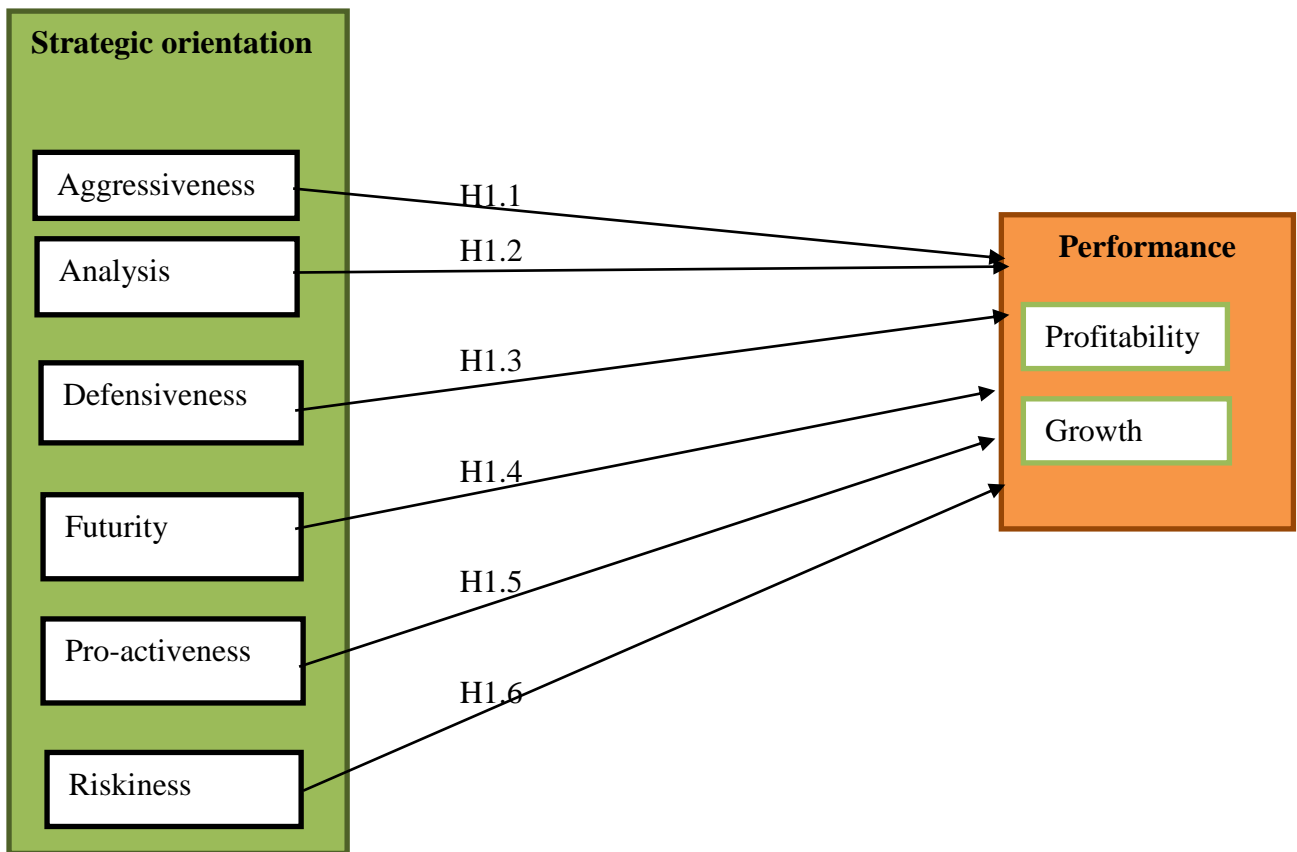 Strategic orientation
Aggressiveness
Analysis
Defensiveness
Futurity
Pro-activeness
Riskiness
H1.1
H1.2
H1.3
H1.4
H1.5
H1.6
Performance
Profitability
Growth